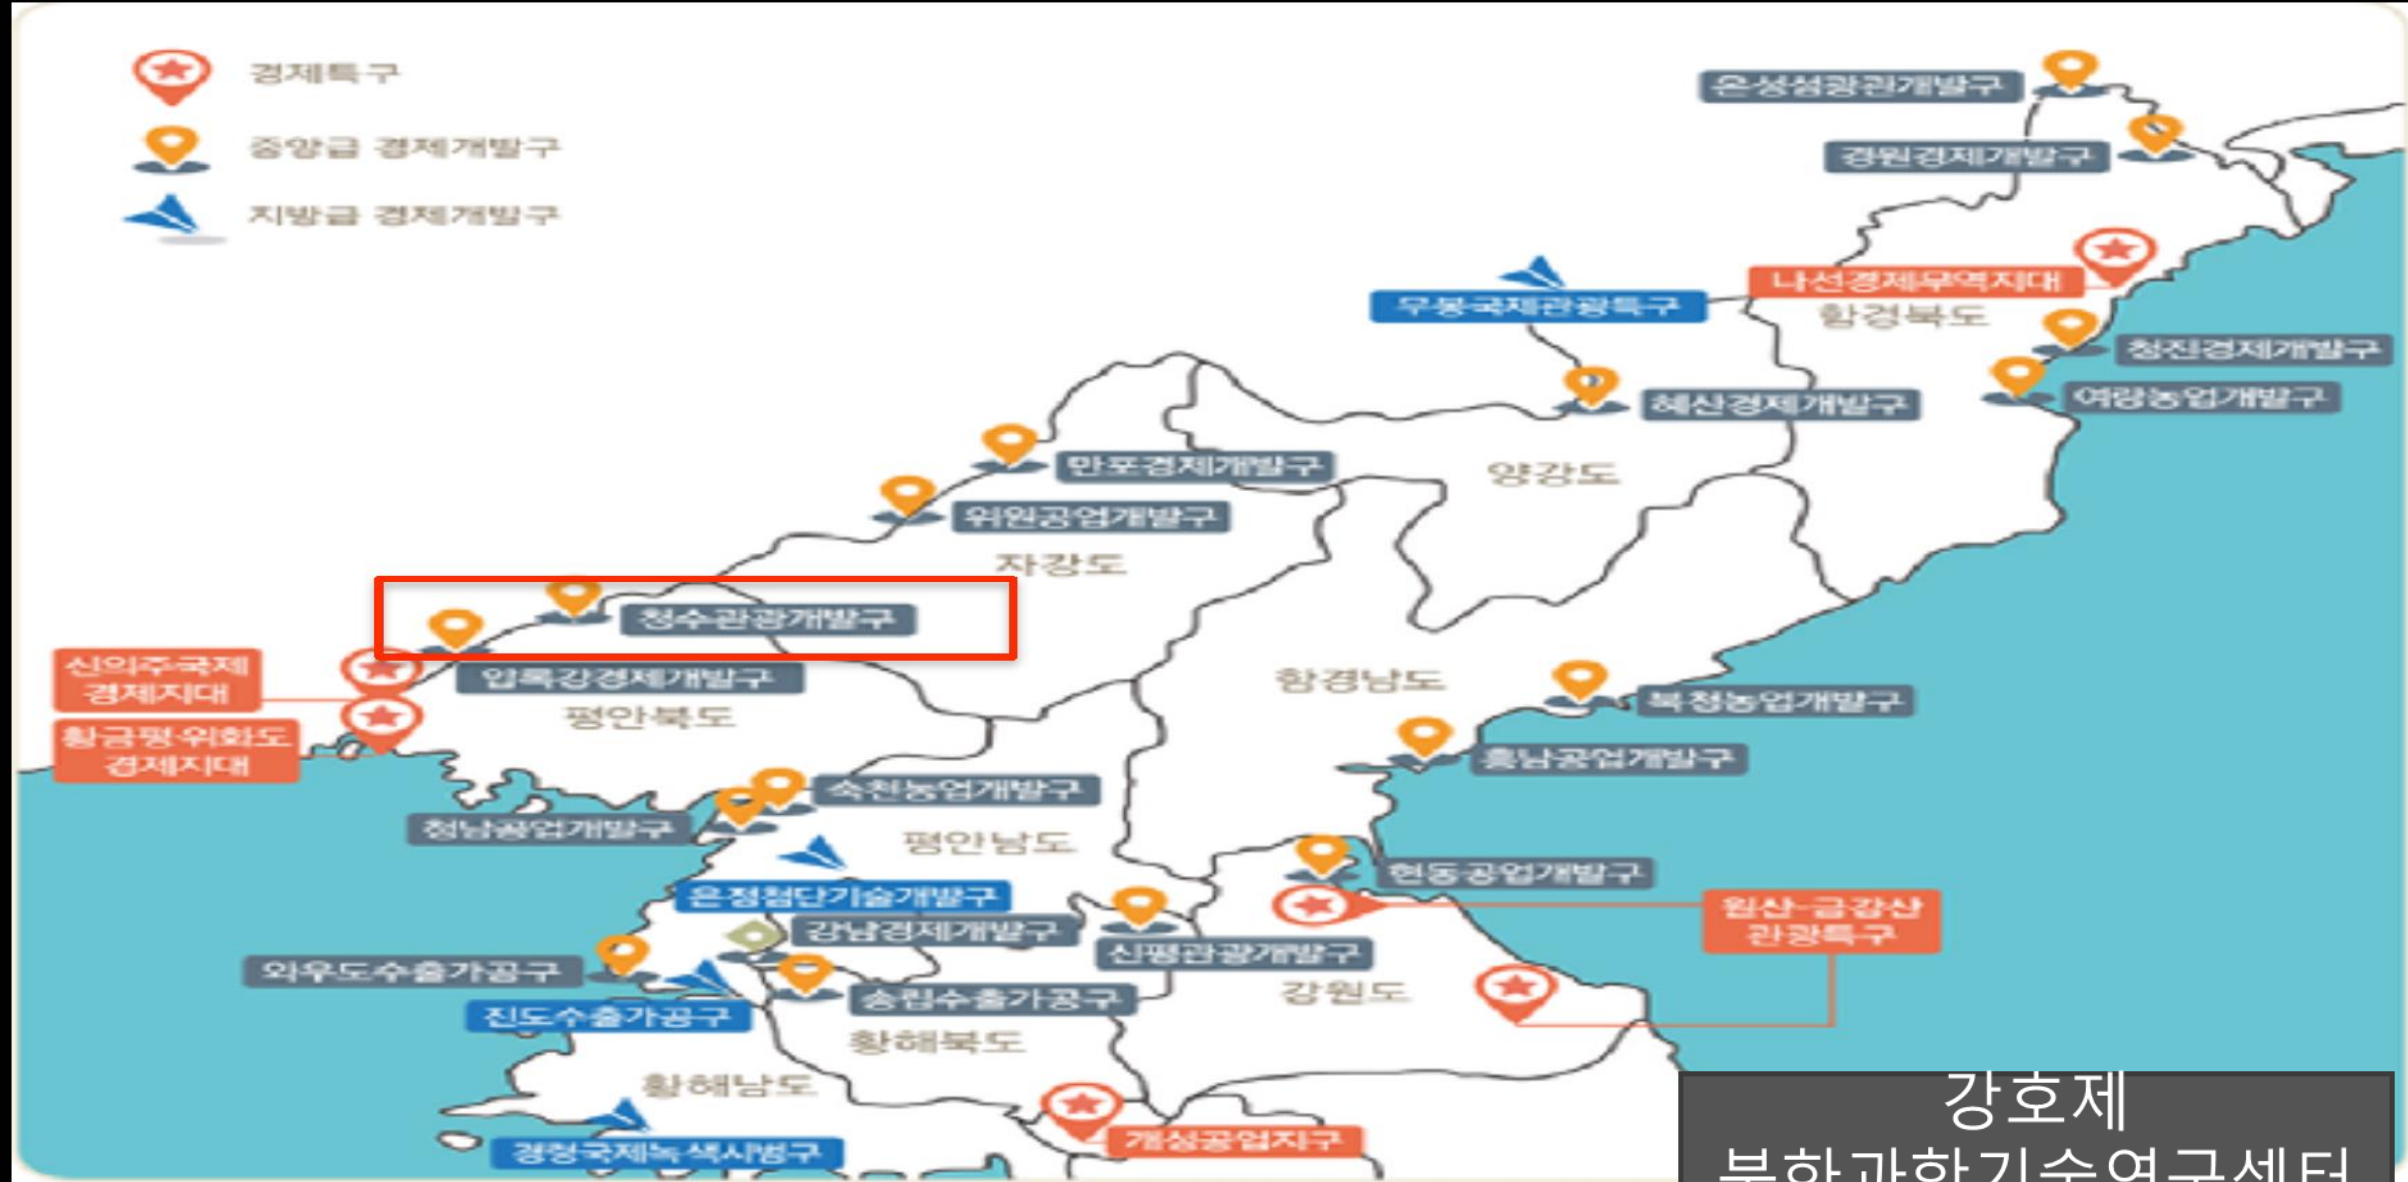 경제특구
중앙급 경제개발구
지방급 경제개발구
온성섬관광개발구
경원경제개발구
나선경제무역지대
함경북도
무봉국제관광특구
청진경제개발구
혜산경제개발구
어랑농업개발구
만포경제개발구
양강도
위원공업개발구
자강도
청수관광개발구
신의주국제
경제지대
압록강경제개발구
함경남도
북청농업개발구
평안북도
황금평·위화도
경제지대
흥남공업개발구
숙천농업개발구
청남공업개발구
평안남도
현동공업개발구
은정첨단기술개발구
원산-금강산
관광특구
강남경제개발구
신평관광개발구
와우도수출가공구
송림수출가공구
강원도
진도수출가공구
황해북도
황해남도
강령국제녹색시범구
개성공업지구
강호제
북한과학기술연구센터